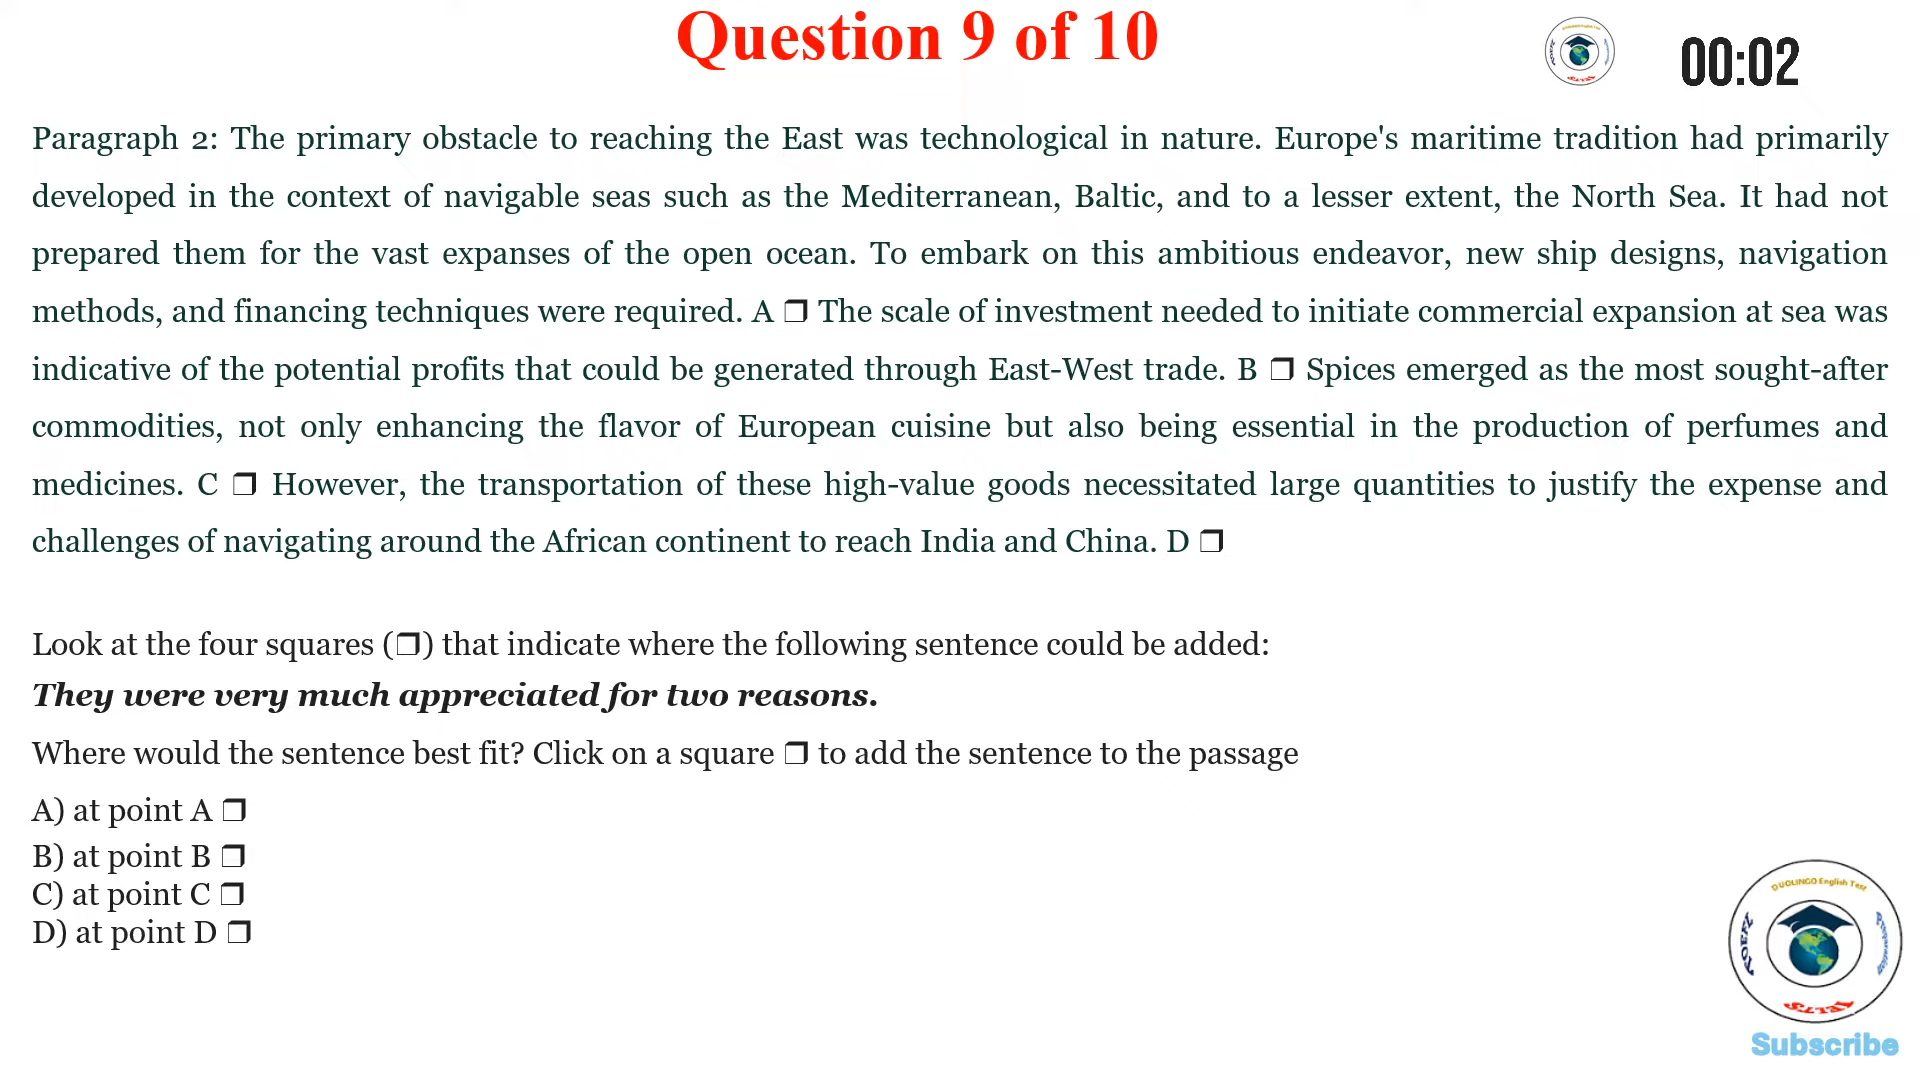 Question 9 of 10
00:02
Paragraph 2: The primary obstacle to reaching the East was technological in nature. Europe's maritime tradition had primarily
developed in the context of navigable seas such as the Mediterranean, Baltic, and to a lesser extent, the North Sea. It had not
prepared them for the vast expanses of the open ocean. To embark on this ambitious endeavor, new ship designs, navigation
methods, and financing techniques were required. A ❐ The scale of investment needed to initiate commercial expansion at sea was
indicative of the potential profits that could be generated through East-West trade. B ❐ Spices emerged as the most sought-after
commodities, not only enhancing the flavor of European cuisine but also being essential in the production of perfumes and
medicines. C ❐ However, the transportation of these high-value goods necessitated large quantities to justify the expense and
challenges of navigating around the African continent to reach India and China. D ❐
Look at the four squares (❐) that indicate where the following sentence could be added:
They were very much appreciated for two reasons.
Where would the sentence best fit? Click on a square ❐ to add the sentence to the passage
A) at point A ❐
B) at point B ❐
C) at point C ❐
D) at point D ❐
DUOLINGO English Test
TOEFL
Preparation
IELTS
Subscribe